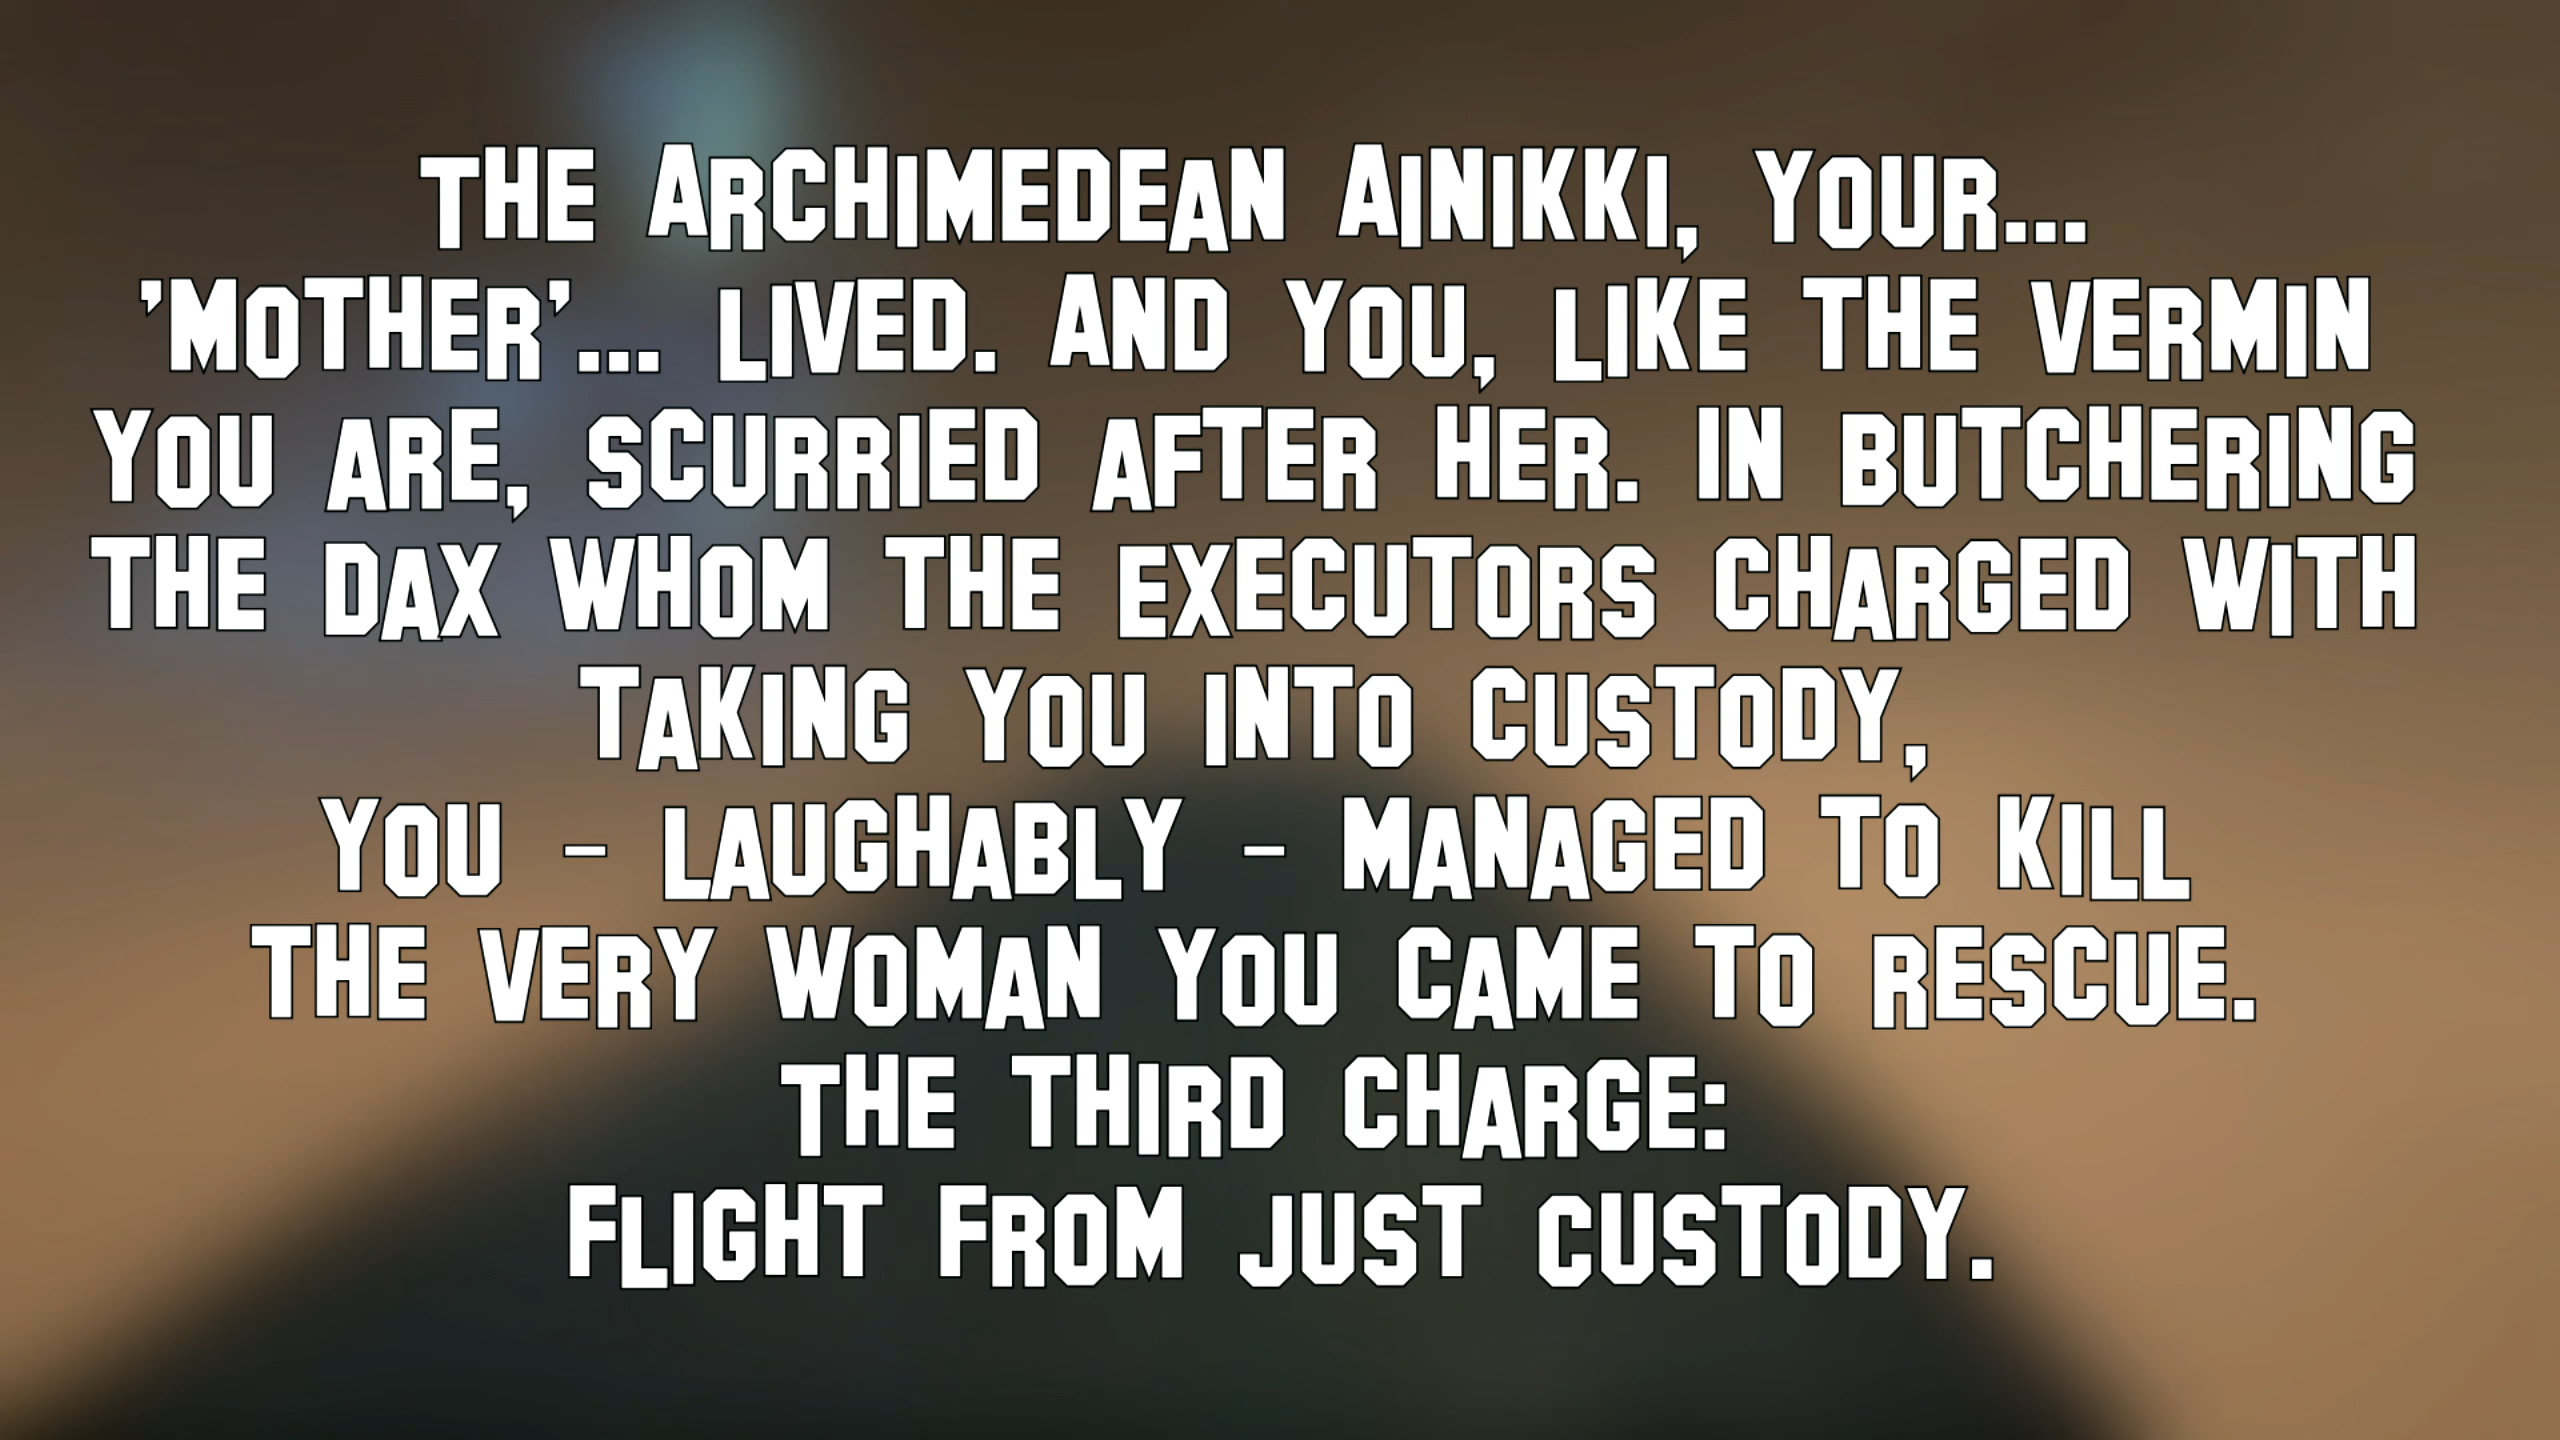 THE ARCHIMEDEAN AINIKKI, YOUR...
'MOTHER'... LIVED. AND YOU, LIKE THE VERMIN
YOU ARE, SCURRIED AFTER HER. IN BUTCHERING
THE DAX WHOM THE EXECUTORS CHARGED WITH
TAKING YOU INTO CUSTODY,
YOU - LAUGHABLY - MANAGED TO KILL
THE VERY WOMAN YOU CAME TO RESCUE.
THE THIRD CHARGE:
FLIGHT FROM JUST CUSTODY.